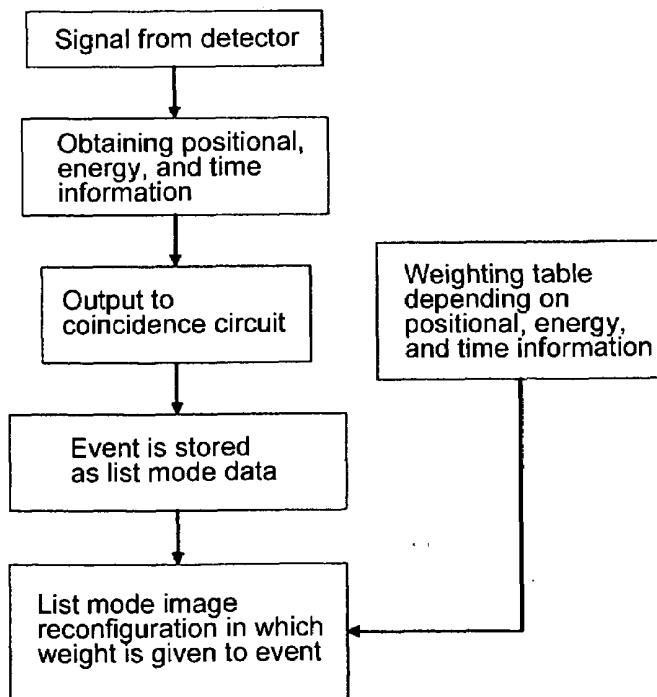 Signal from detector
Obtaining positional,
energy, and time
information
Output to
coincidence circuit
Weighting table
depending on
positional, energy,
and time information
Event is stored
as list mode data
List mode image
reconfiguration in which
weight is given to event